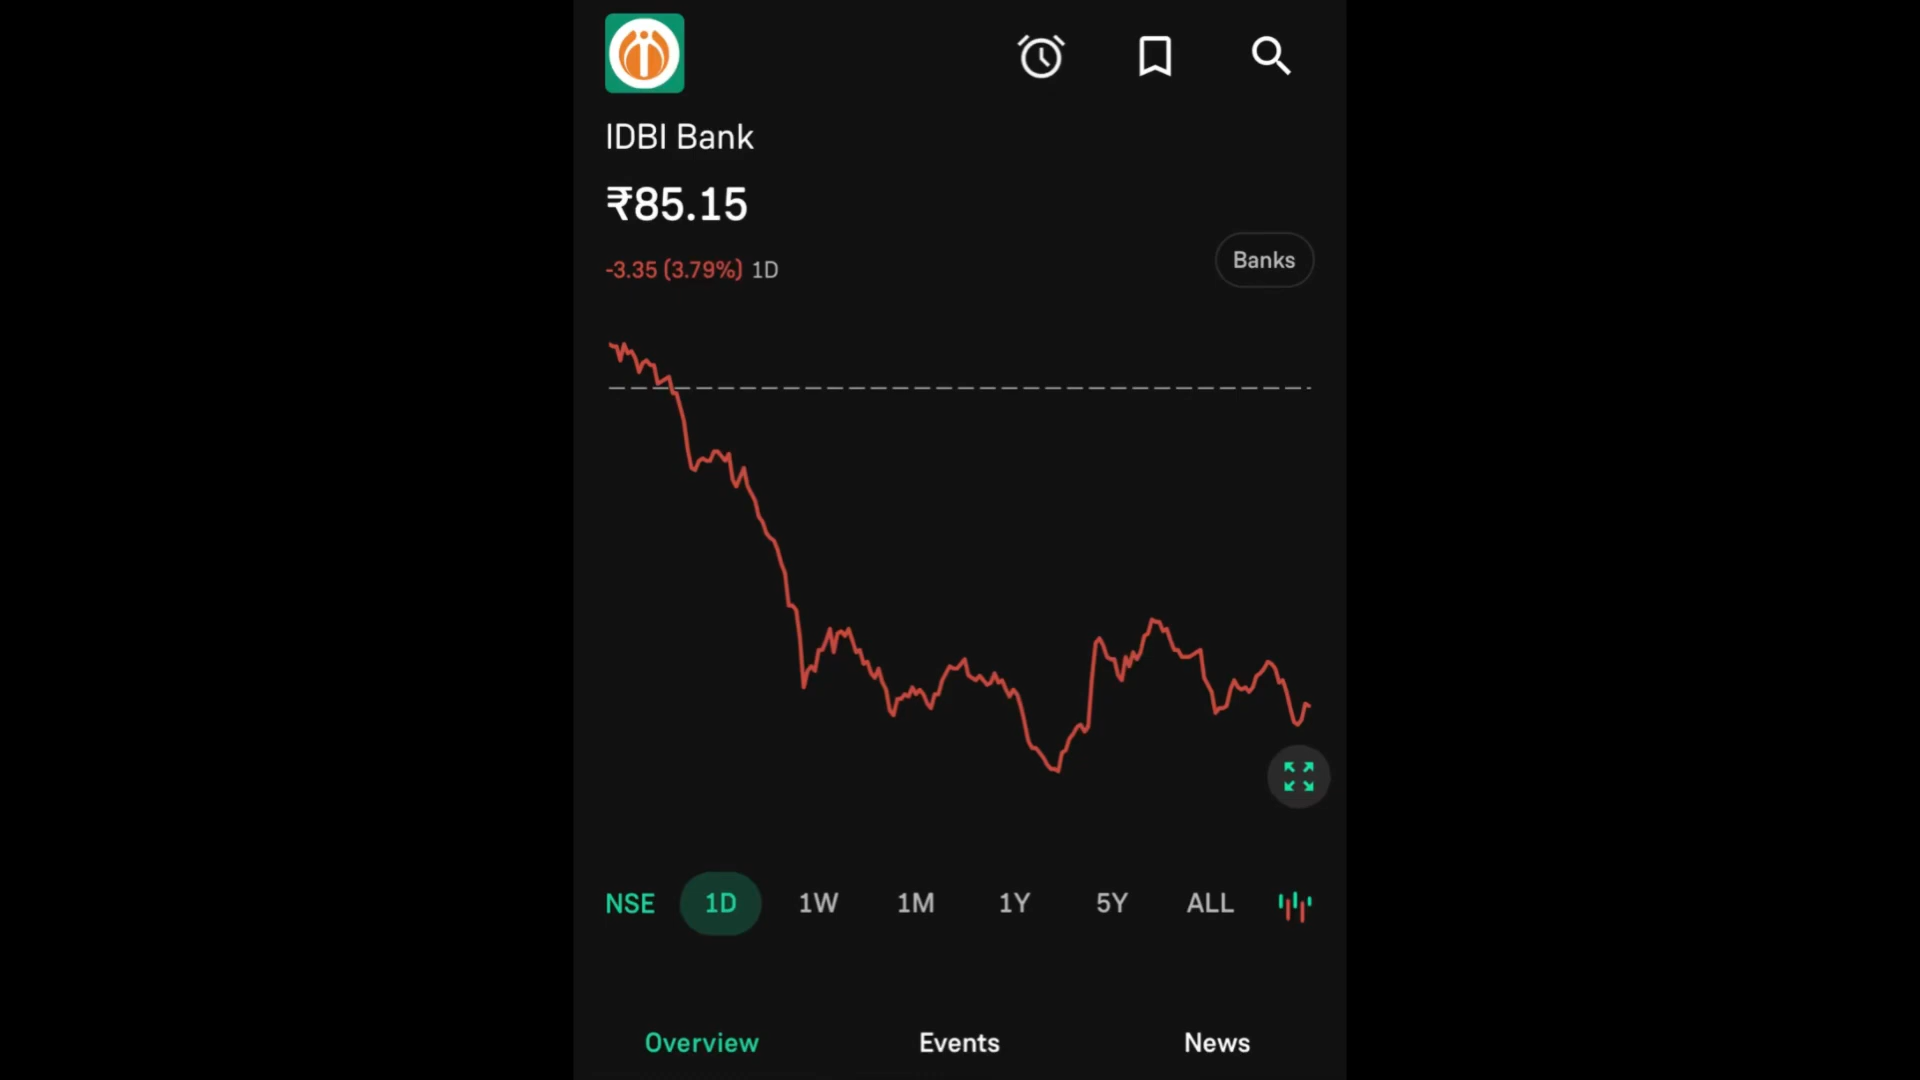 IDBI Bank
₹85.15
-3.35 (3.79%) 1D
Banks
NSE 1D 1W 1M 1Y 5Y ALL
Overview Events News